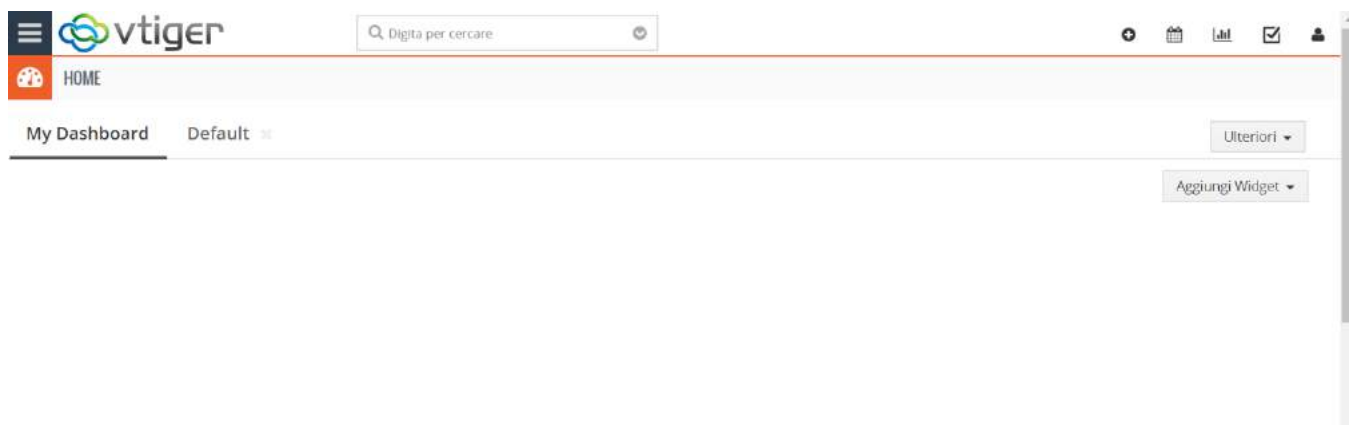 vtiger
Digita per cercare
HOME
My Dashboard Default
Ulteriori
Aggiungi Widget